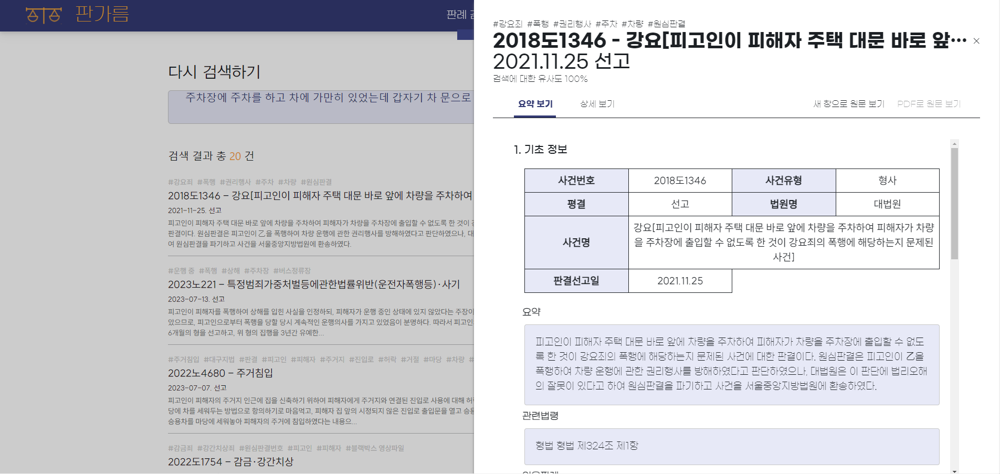 판가름
판례
다시 검색하기
주차장에 주차를 하고 차에 가만히 있었는데 갑자기 차 문으로
검색 결과 총 20 건
#강요죄 #폭행 #권리행사 #주차 #차량 #원심판결
2018도1346 - 강요[피고인이 피해자 주택 대문 바로 앞에 차량을 주차하여
2021-11-25. 선고
피고인이 피해자 주택 대문 바로 앞에 차량을 주차하여 피해자가 차량을 주차장에 출입할 수 없도록 한 것이
판결이다. 원심판결은 피고인이 乙을 폭행하여 차량 운행에 관한 권리행사를 방해하였다고 판단하였으나, 대
여 원심판결을 파기하고 사건을 서울중앙지방법원에 환송하였다.
#운행 중 #폭행 #상해 #주차장 #버스정류장
2023노221 - 특정범죄가중처벌등에관한법률위반(운전자폭행등)·사기
2023-07-13. 선고
피고인이 피해자를 폭행하여 상해를 입힌 사실을 인정하되, 피해자가 운행 중인 상태에 있지 않았다는 주장이
았으므로, 피고인으로부터 폭행을 당할 당시 계속적인 운행의사를 가지고 있었음이 분명하다. 따라서 피고인
6개월의 형을 선고하고, 위 형의 집행을 3년간 유예한...
#주거침입 #대구지법 #판결 #피고인 #피해자 #주거지 #진입로 #허락 #거절 #마당 #차량 #
2022노4680 - 주거침입
2023-07-07. 선고
피고인이 피해자의 주거지 인근에 집을 신축하기 위하여 피해자에게 주거지와 연결된 진입로 사용에 대해 허
당에 차를 세워두는 방법으로 항의하기로 마음먹고, 피해자 집 앞의 시정되지 않은 진입로 출입문을 열고 승용
승용차를 마당에 세워놓아 피해자의 주거에 침입하였다는 내용으...
#감금죄 #강간치상죄 #원심판결번호 #피고인 #피해자 #블랙박스 영상파일
2022도1754 - 감금·강간치상
#강요죄 #폭행 #권리행사 #주차 #차량 #원심판결
2018도1346 - 강요[피고인이 피해자 주택 대문 바로 앞···
2021.11.25 선고
검색에 대한 유사도 100%
요약 보기 상세 보기 새 창으로 원문 보기 PDF로 원문 보기
1. 기초 정보
사건번호 2018도1346 사건유형 형사
평결 선고 법원명 대법원
사건명 강요[피고인이 피해자 주택 대문 바로 앞에 차량을 주차하여 피해자가 차량
을 주차장에 출입할 수 없도록 한 것이 강요죄의 폭행에 해당하는지 문제된
사건]
판결선고일 2021.11.25
요약
피고인이 피해자 주택 대문 바로 앞에 차량을 주차하여 피해자가 차량을 주차장에 출입할 수 없도
록 한 것이 강요죄의 폭행에 해당하는지 문제된 사건에 대한 판결이다. 원심판결은 피고인이 乙을
폭행하여 차량 운행에 관한 권리행사를 방해하였다고 판단하였으나, 대법원은 이 판단에 법리오해
의 잘못이 있다고 하여 원심판결을 파기하고 사건을 서울중앙지방법원에 환송하였다.
관련법령
형법 형법 제324조 제1항